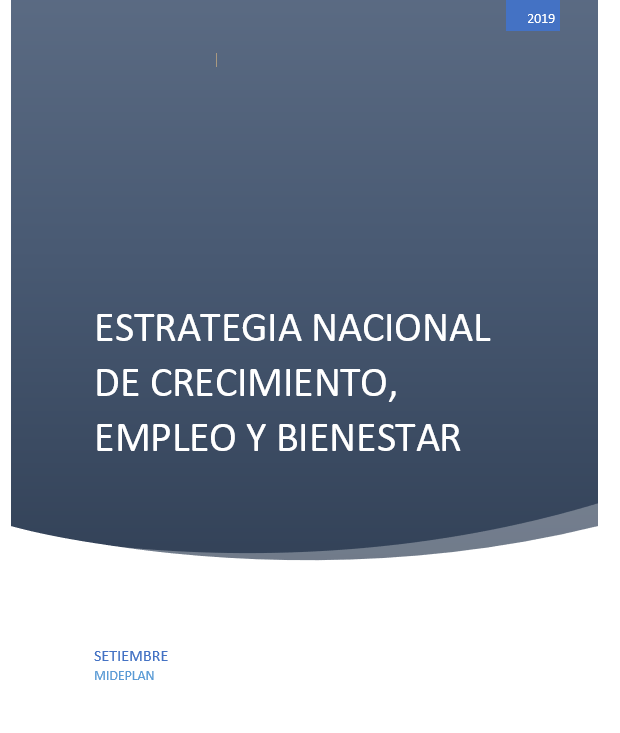 2019
ESTRATEGIA NACIONAL
DE CRECIMIENTO,
EMPLEO Y BIENESTAR
SETIEMBRE
MIDEPLAN